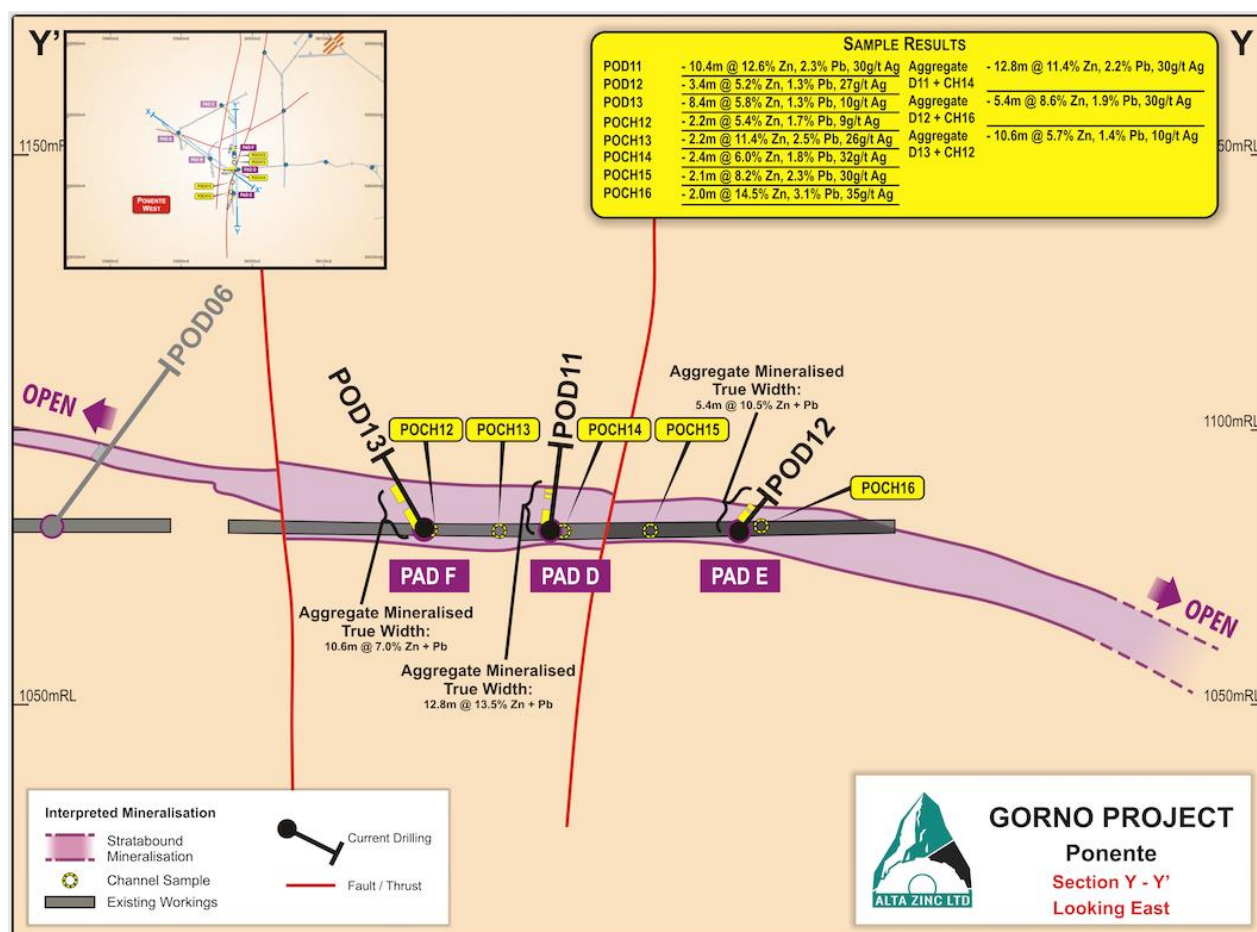 Y'
Y
SAMPLE RESULTS
POD11 - 10.4m @ 12.6% Zn, 2.3% Pb, 30g/t Ag
POD12 - 3.4m @ 5.2% Zn, 1.3% Pb, 27g/t Ag
POD13 - 8.4m @ 5.8% Zn, 1.3% Pb, 10g/t Ag
POCH12 - 2.2m @ 5.4% Zn, 1.7% Pb, 9g/t Ag
POCH13 - 2.2m @ 11.4% Zn, 2.5% Pb, 26g/t Ag
POCH14 - 2.4m @ 6.0% Zn, 1.8% Pb, 32g/t Ag
POCH15 - 2.1m @ 8.2% Zn, 2.3% Pb, 30g/t Ag
POCH16 - 2.0m @ 14.5% Zn, 3.1% Pb, 35g/t Ag
Aggregate - 12.8m @ 11.4% Zn, 2.2% Pb, 30g/t Ag
D11 + CH14
Aggregate - 5.4m @ 8.6% Zn, 1.9% Pb, 30g/t Ag
D12 + CH16
Aggregate - 10.6m @ 5.7% Zn, 1.4% Pb, 10g/t Ag
D13 + CH12
PONENTE
WEST
PAD F
PAD D
PAD E
1150mR
50mRL
POD06
OPEN
POD13
POCH12
POCH13
POD11
POCH14
POCH15
Aggregate Mineralised
True Width:
5.4m @ 10.5% Zn + Pb
POD12
POCH16
1100mRL
PAD F
PAD D
PAD E
OPEN
Aggregate Mineralised
True Width:
10.6m @ 7.0% Zn + Pb
Aggregate Mineralised
True Width:
12.8m @ 13.5% Zn + Pb
1050mRL
1050mRL
Interpreted Mineralisation
Stratabound
Mineralisation
Channel Sample
Existing Workings
Current Drilling
Fault / Thrust
ALTA ZINC LTD
GORNO PROJECT
Ponente
Section Y - Y'
Looking East